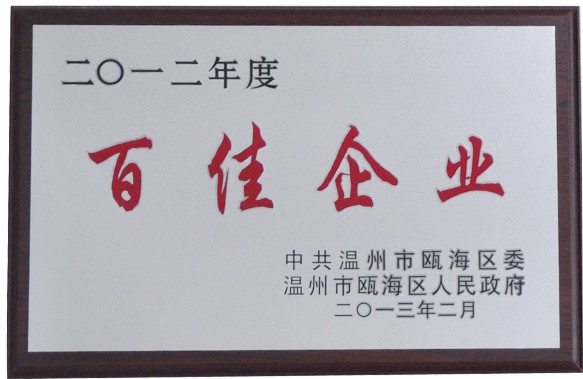 二〇一二年度
百佳企业
中共温州市瓯海区委
温州市瓯海区人民政府
二〇一三年二月